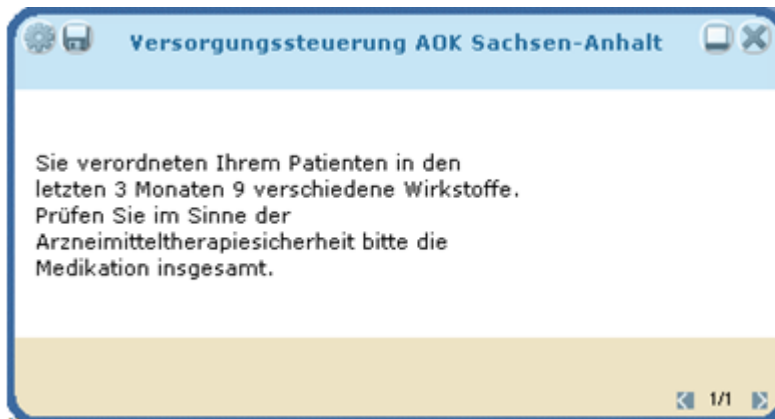 Versorgungssteuerung AOK Sachsen-Anhalt
Sie verordneten Ihrem Patienten in den
letzten 3 Monaten 9 verschiedene Wirkstoffe.
Prüfen Sie im Sinne der
Arzneimitteltherapiesicherheit bitte die
Medikation insgesamt.
1/1